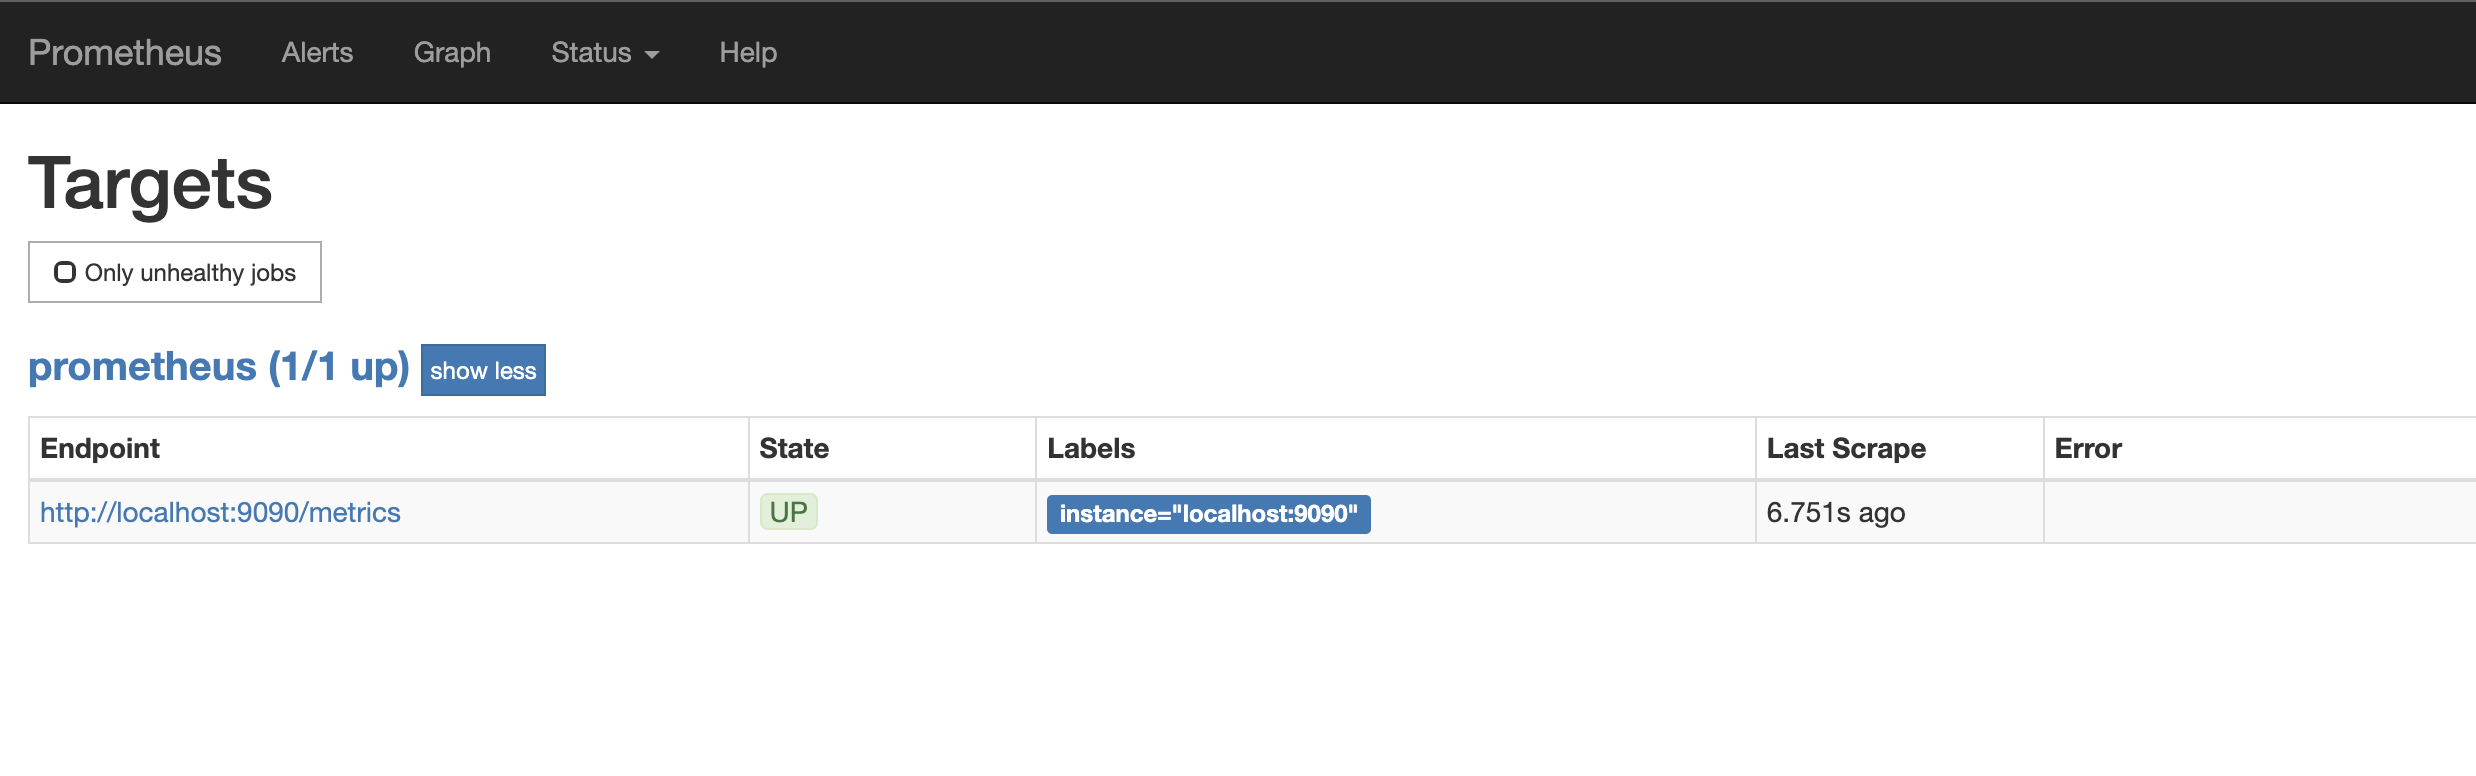 Prometheus Alerts Graph Status Help
Targets
Only unhealthy jobs
prometheus (1/1 up) show less
Endpoint State Labels Last Scrape Error
http://localhost:9090/metrics UP instance="localhost:9090" 6.751s ago